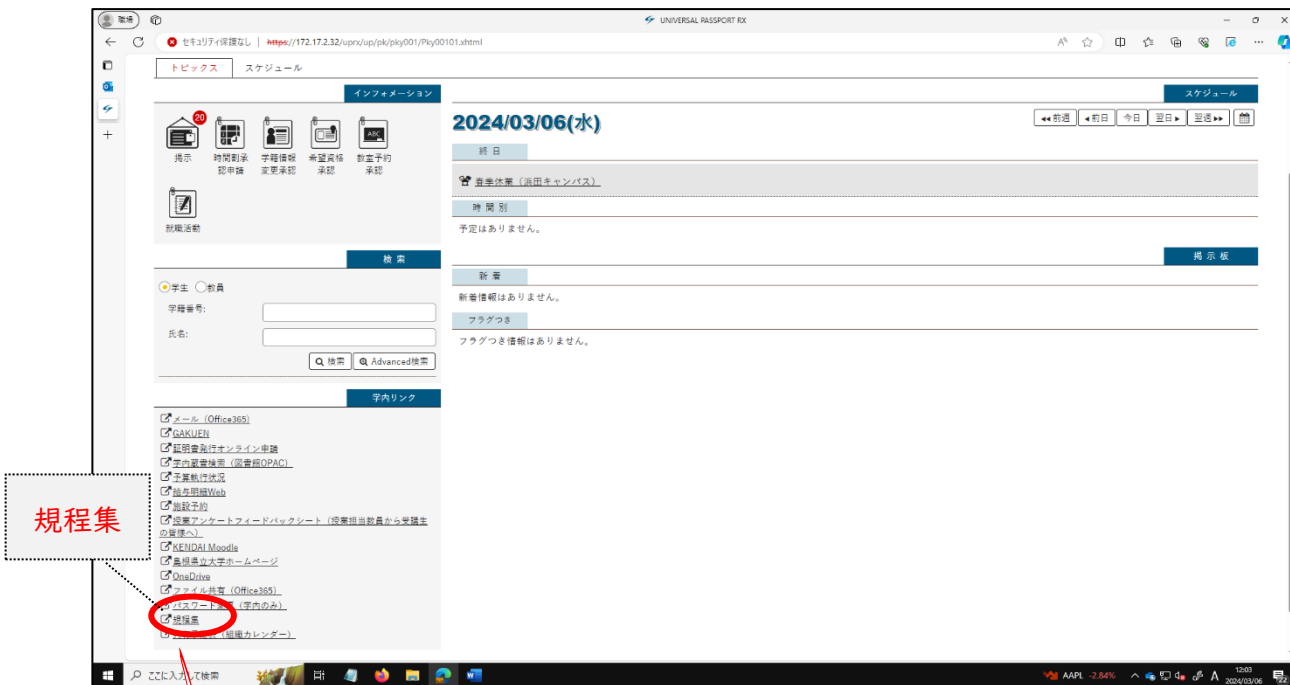 職場
UNIVERSAL PASSPORT RX
セキュリティ保護なし | https://172.17.2.32/uprx/up/pk/pky001/Pky00101.xhtml
トピックス スケジュール
インフォメーション
20
掲示
時間割承認申請
学籍情報変更承認
希望資格承認
教室予約承認
就職活動
検索
学生 教員
学籍番号:
氏名:
検索 Advanced検索
学内リンク
メール（Office365）
GAKUEN
証明書発行オンライン申請
学内蔵書検索（図書館OPAC）
予算執行状況
給与明細Web
施設予約
授業アンケートフィードバックシート（授業担当教員から受講生
の皆様へ）
KENDAI Moodle
島根県立大学ホームページ
OneDrive
ファイル共有（Office365）
パスワード変更（学内のみ）
規程集
（組織カレンダー）
規程集
スケジュール
2024/03/06(水)
前週 前日 今日 翌日 翌週
終日
春季休業（浜田キャンパス）
時間別
予定はありません。
掲示板
新着
新着情報はありません。
フラグつき
フラグつき情報はありません。
ここに入力して検索
AAPL -2.84%
A
12:03
2024/03/06
22